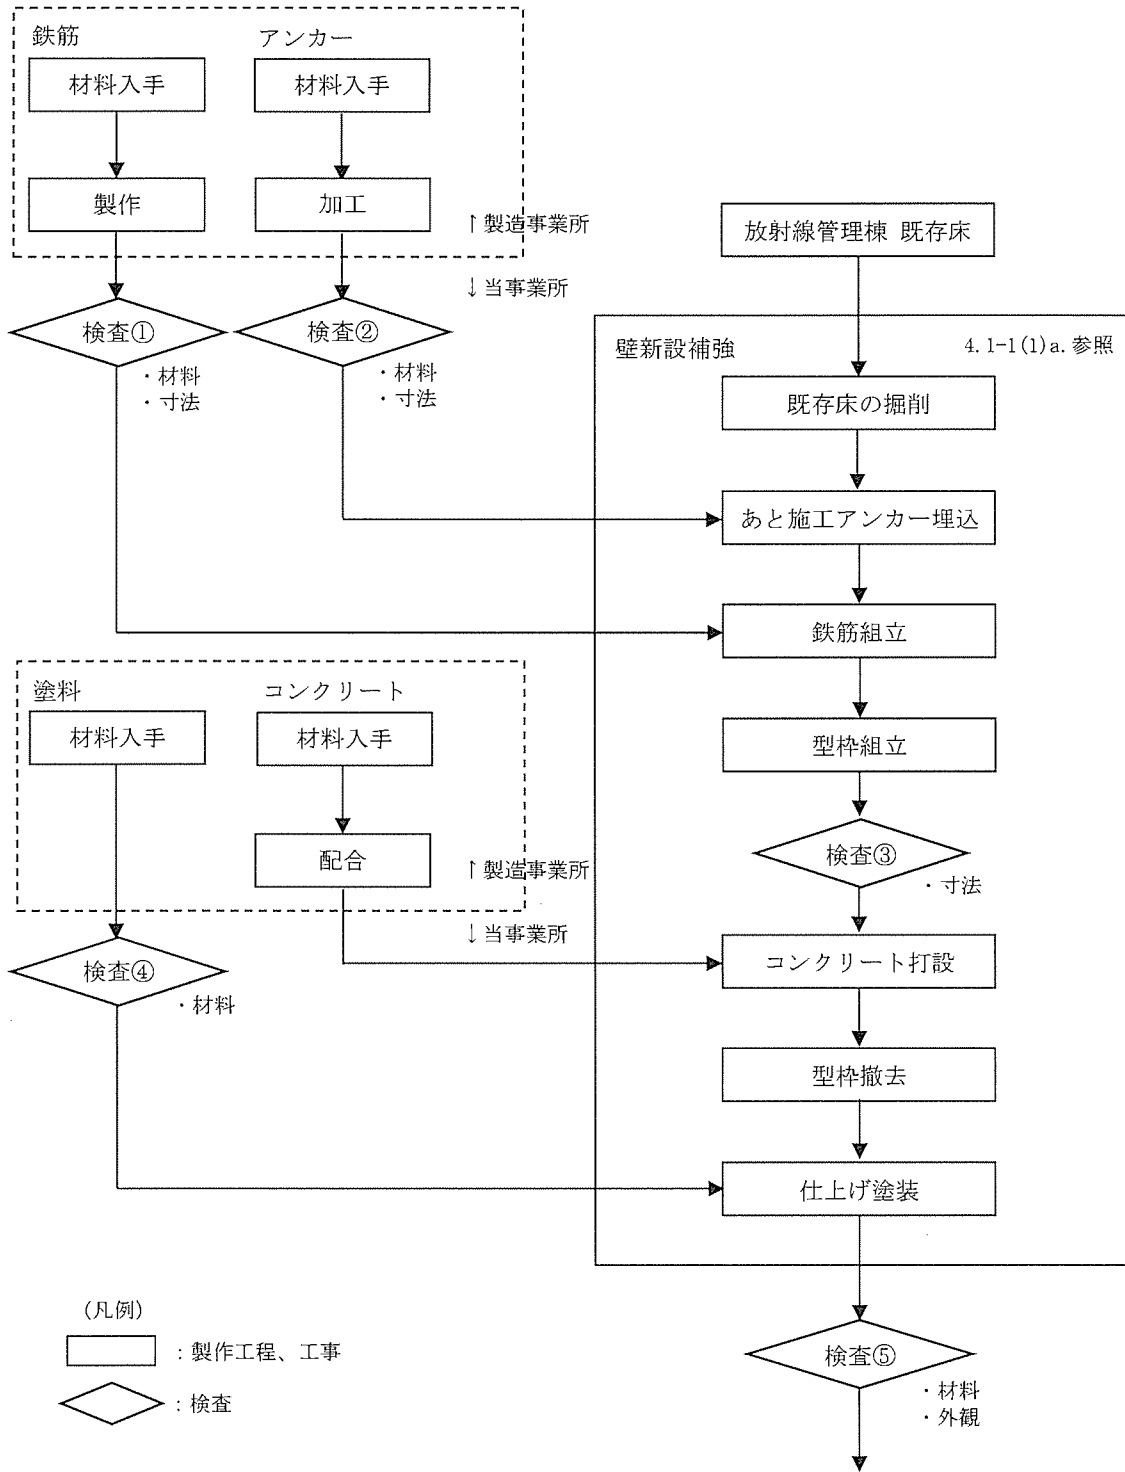 鉄筋
アンカー
材料入手
材料入手
製作
加工
↑製造事業所
↓当事業所
検査①
・材料
・寸法
検査②
・材料
・寸法
放射線管理棟 既存床
壁新設補強
4.1-1(1)a.参照
既存床の掘削
あと施工アンカー埋込
鉄筋組立
型枠組立
検査③
・寸法
塗料
コンクリート
材料入手
材料入手
配合
↑製造事業所
↓当事業所
検査④
・材料
コンクリート打設
型枠撤去
仕上げ塗装
検査⑤
・材料
・外観
(凡例)
：製作工程、工事
：検査